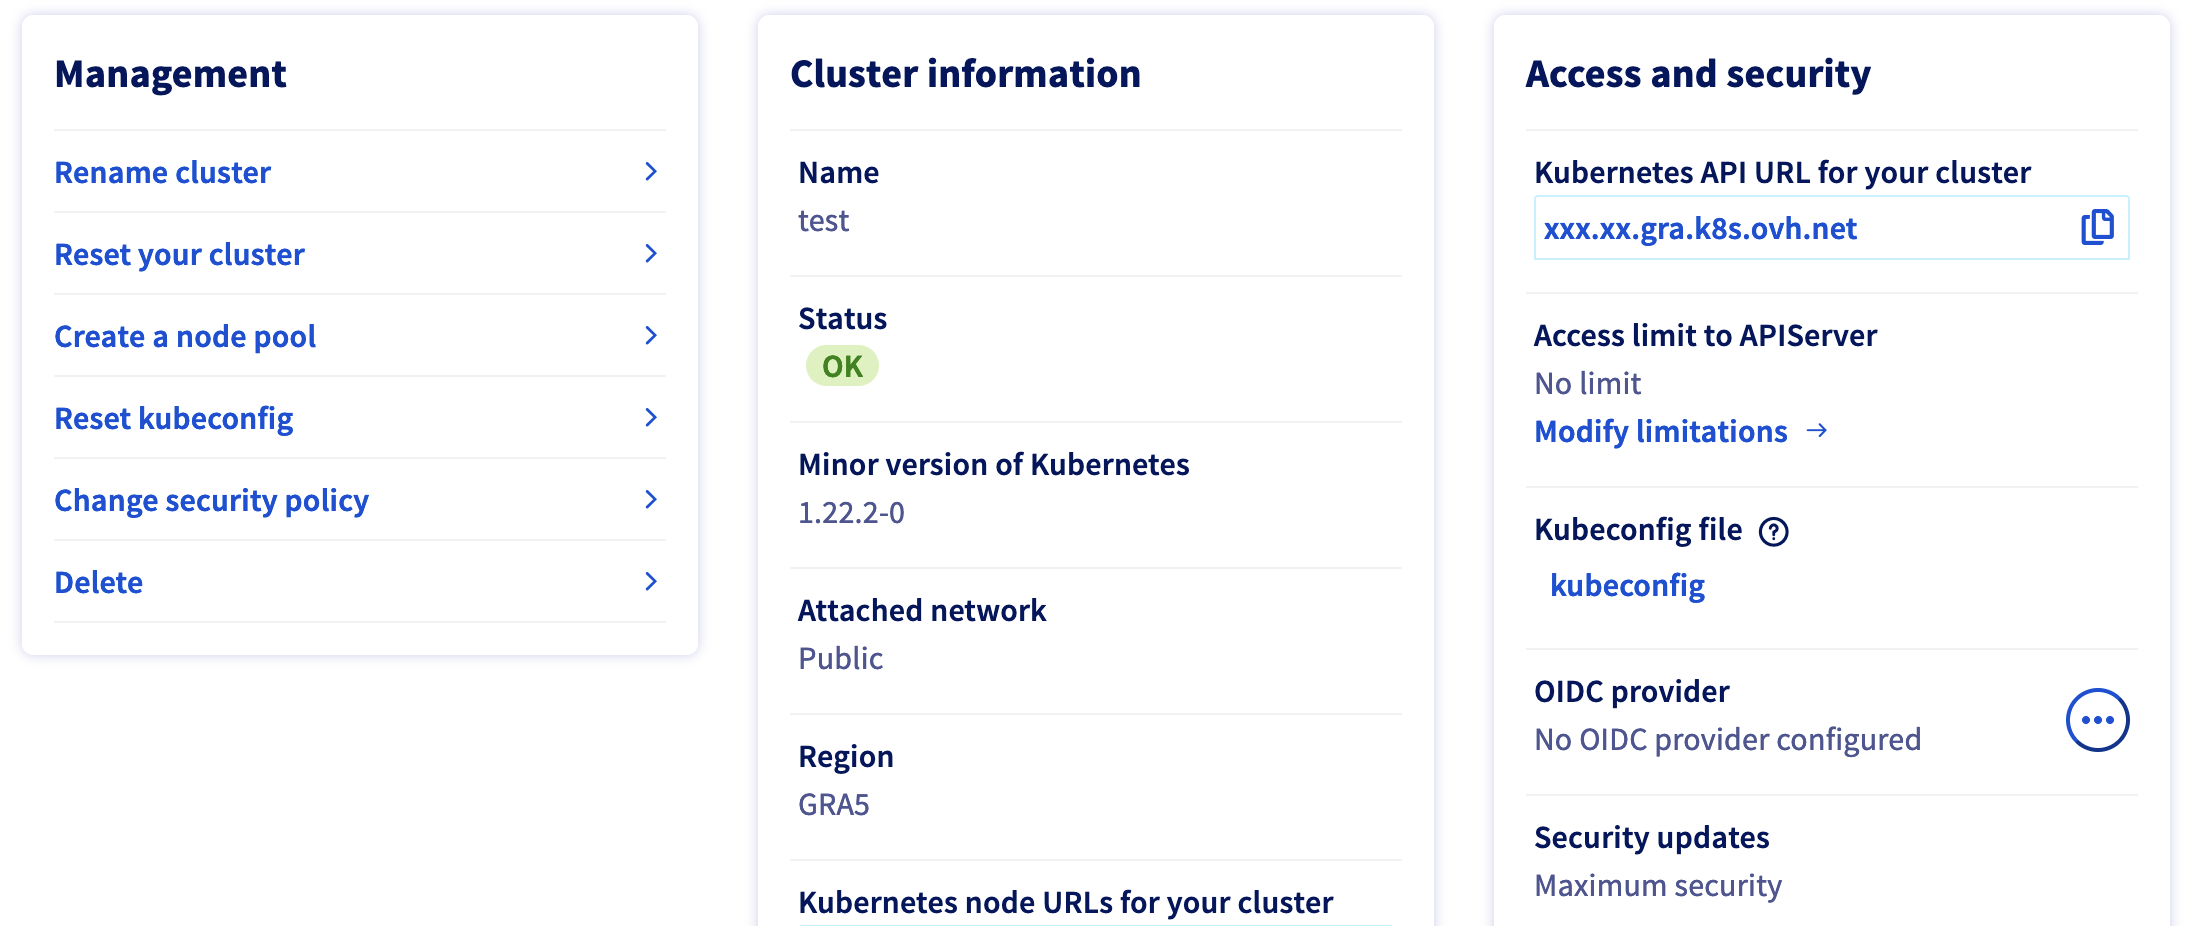 Management
Rename cluster
Reset your cluster
Create a node pool
Reset kubeconfig
Change security policy
Delete
Cluster information
Name
test
Status
OK
Minor version of Kubernetes
1.22.2-0
Attached network
Public
Region
GRA5
Kubernetes node URLs for your cluster
Access and security
Kubernetes API URL for your cluster
xxx.xx.gra.k8s.ovh.net
Access limit to APIServer
No limit
Modify limitations →
Kubeconfig file ?
kubeconfig
OIDC provider
No OIDC provider configured
Security updates
Maximum security